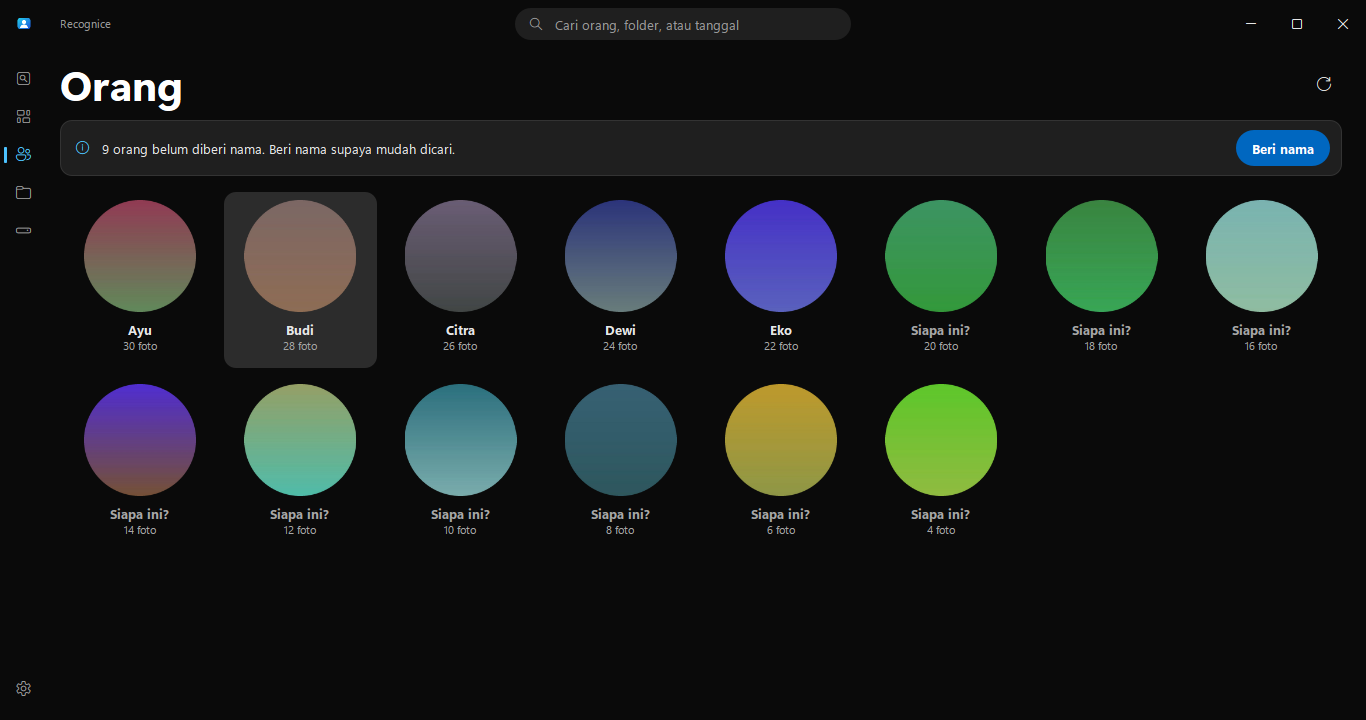 Recognice
Cari orang, folder, atau tanggal
Orang
9 orang belum diberi nama. Beri nama supaya mudah dicari.
Beri nama
Ayu
30 foto
Budi
28 foto
Citra
26 foto
Dewi
24 foto
Eko
22 foto
Siapa ini?
20 foto
Siapa ini?
18 foto
Siapa ini?
16 foto
Siapa ini?
14 foto
Siapa ini?
12 foto
Siapa ini?
10 foto
Siapa ini?
8 foto
Siapa ini?
6 foto
Siapa ini?
4 foto